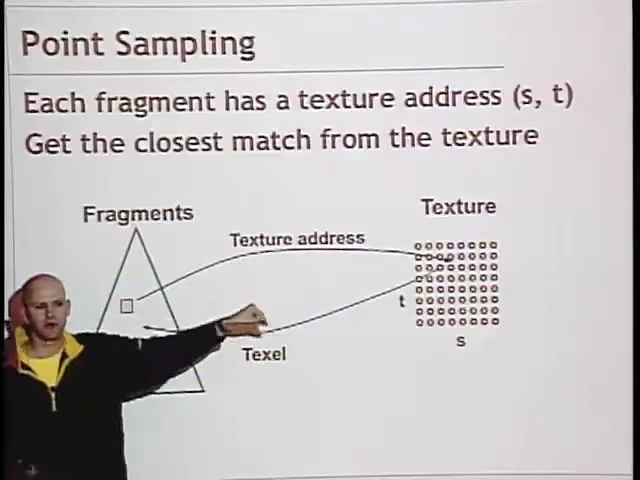 Point Sampling
Each fragment has a texture address (s, t)
Get the closest match from the texture
Fragments
Texture
Texture address
t
s
Texel